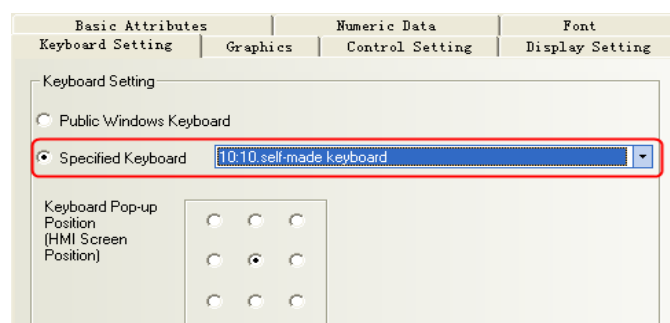 Basic Attributes Numeric Data Font
Keyboard Setting Graphics Control Setting Display Setting
Keyboard Setting
Public Windows Keyboard
Specified Keyboard 10:10.self-made keyboard
Keyboard Pop-up
Position
(HMI Screen
Position)